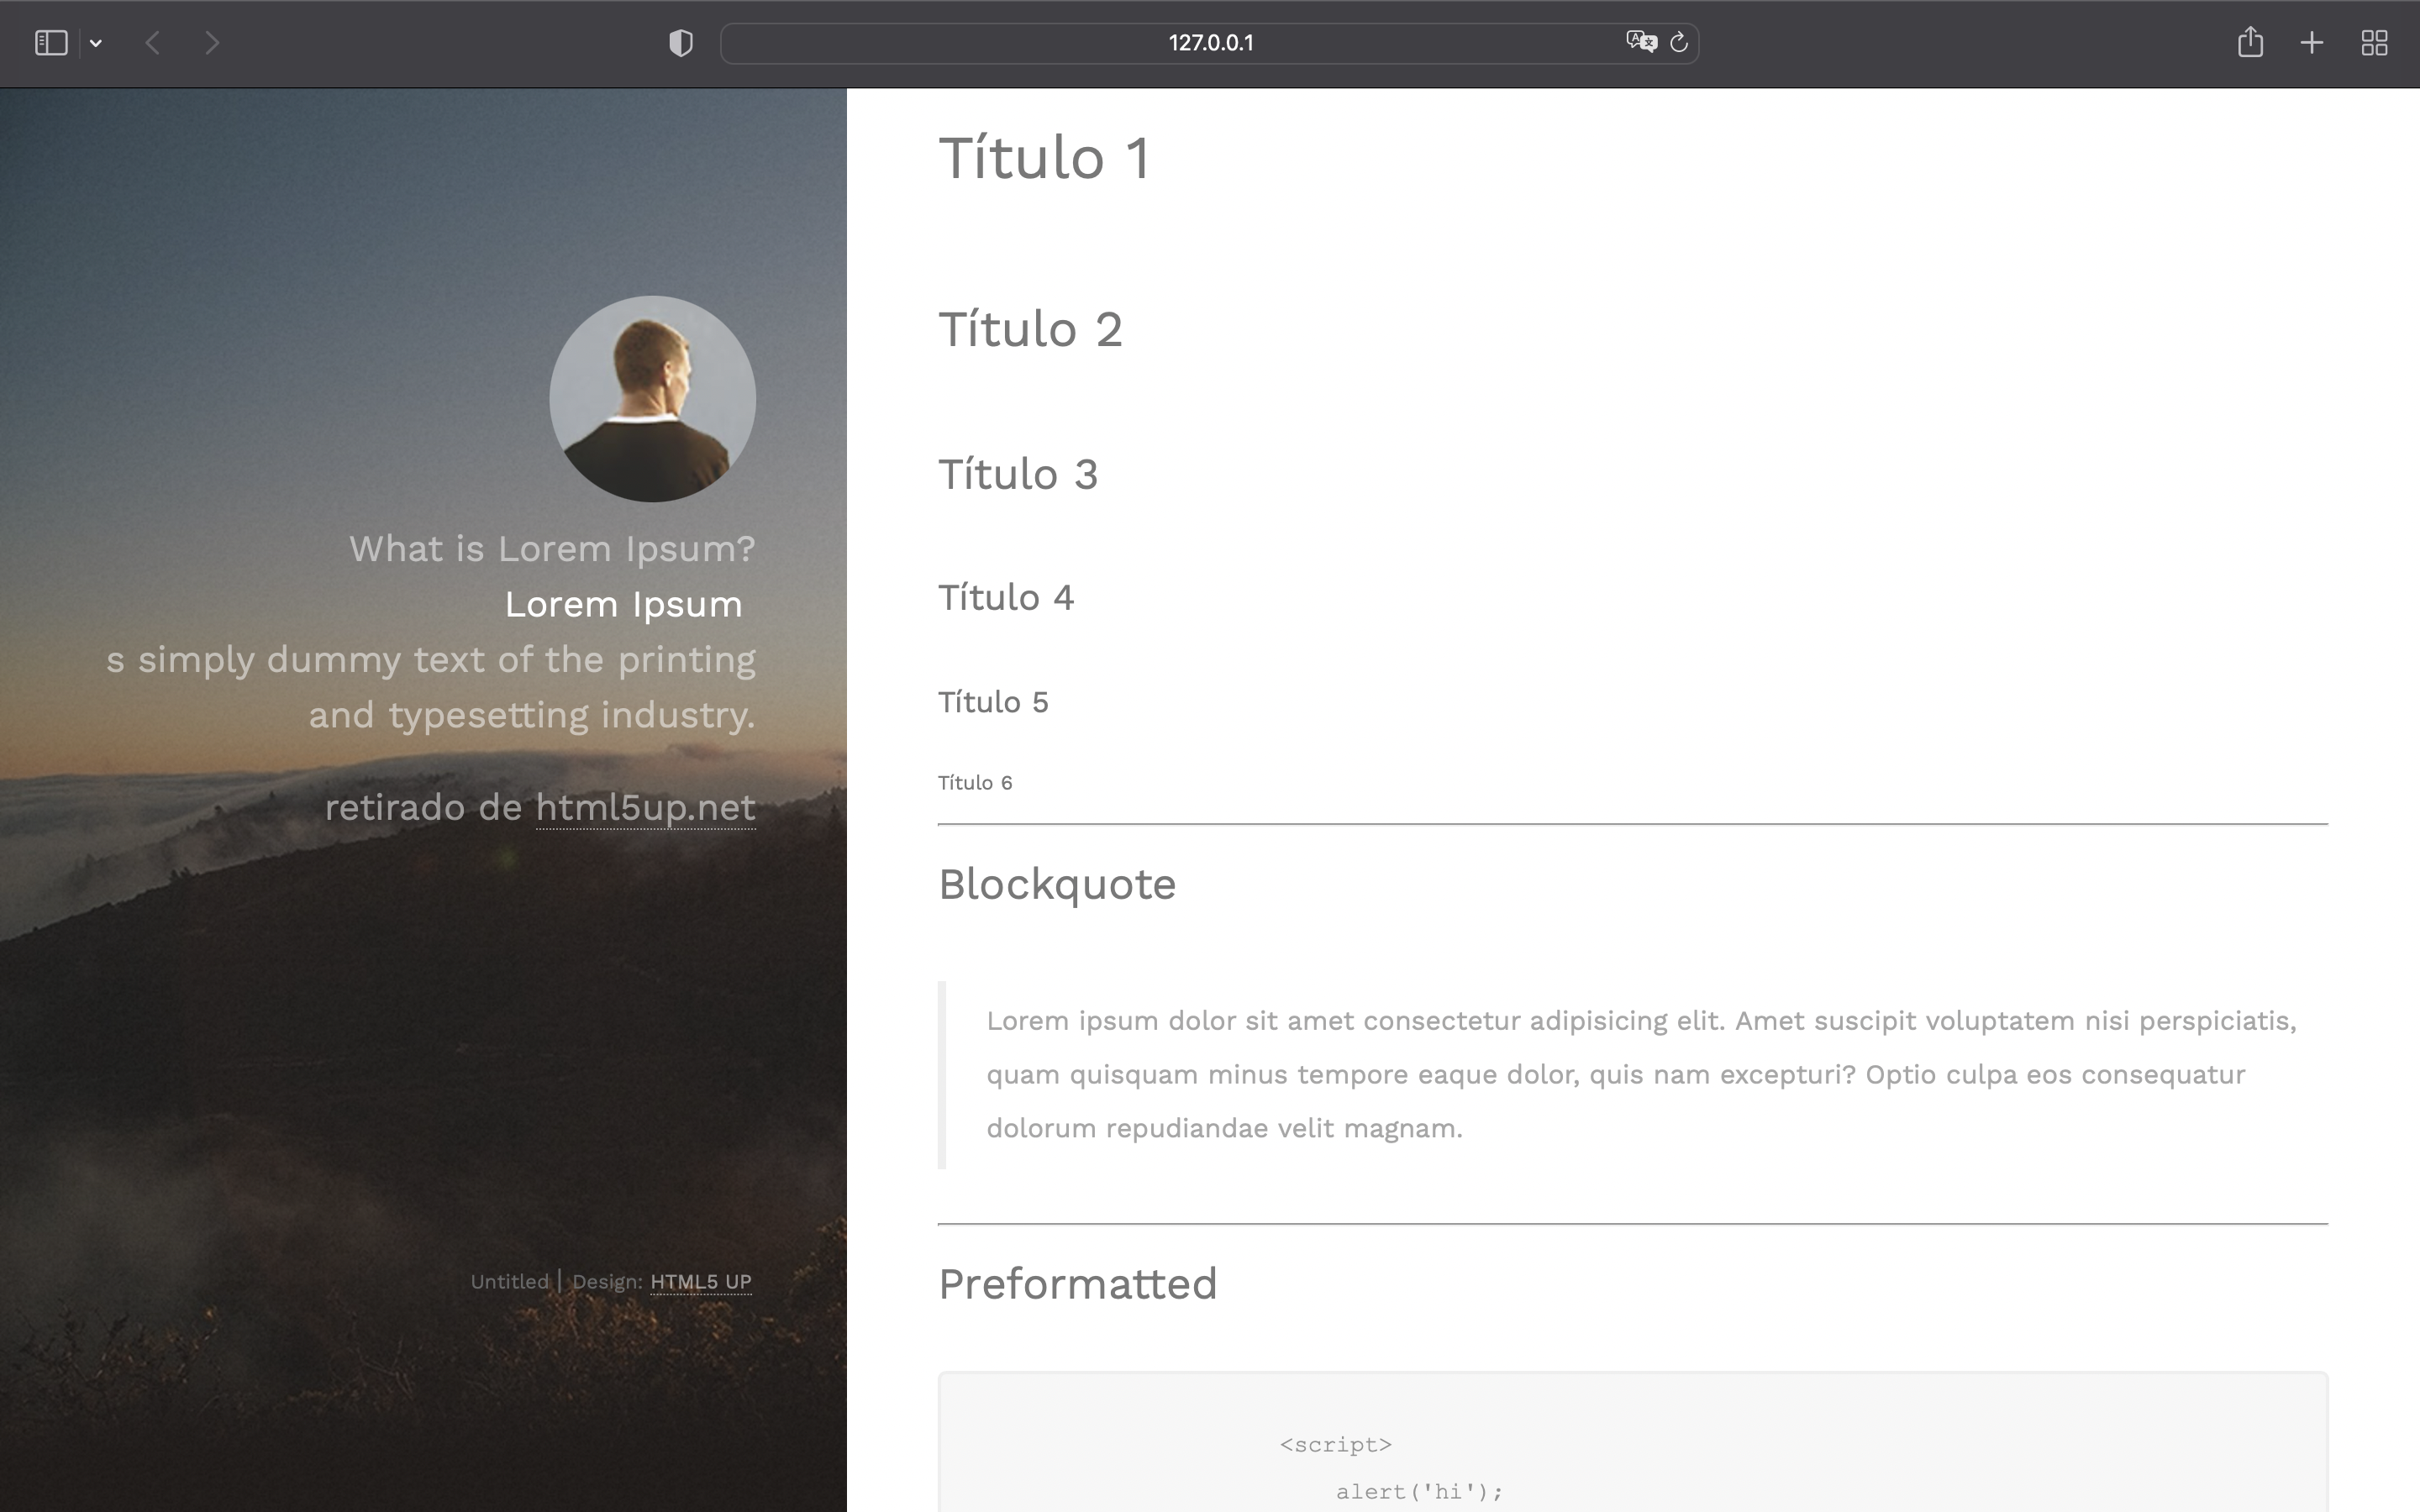 127.0.0.1
What is Lorem Ipsum?
Lorem Ipsum
s simply dummy text of the printing
and typesetting industry.
retirado de html5up.net
Untitled | Design: HTML5 UP
Título 1
Título 2
Título 3
Título 4
Título 5
Título 6
Blockquote
Lorem ipsum dolor sit amet consectetur adipisicing elit. Amet suscipit voluptatem nisi perspiciatis,
quam quisquam minus tempore eaque dolor, quis nam excepturi? Optio culpa eos consequatur
dolorum repudiandae velit magnam.
Preformatted
<script>
alert('hi');